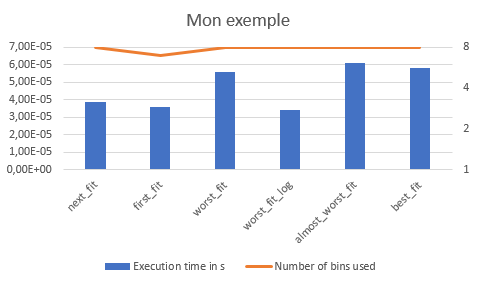 Mon exemple
7,00E-05
6,00E-05
5,00E-05
4,00E-05
3,00E-05
2,00E-05
1,00E-05
0,00E+00
8
4
2
1
next_fit
first_fit
worst_fit
worst_fit_log
almost_worst_fit
best_fit
Execution time in s
Number of bins used